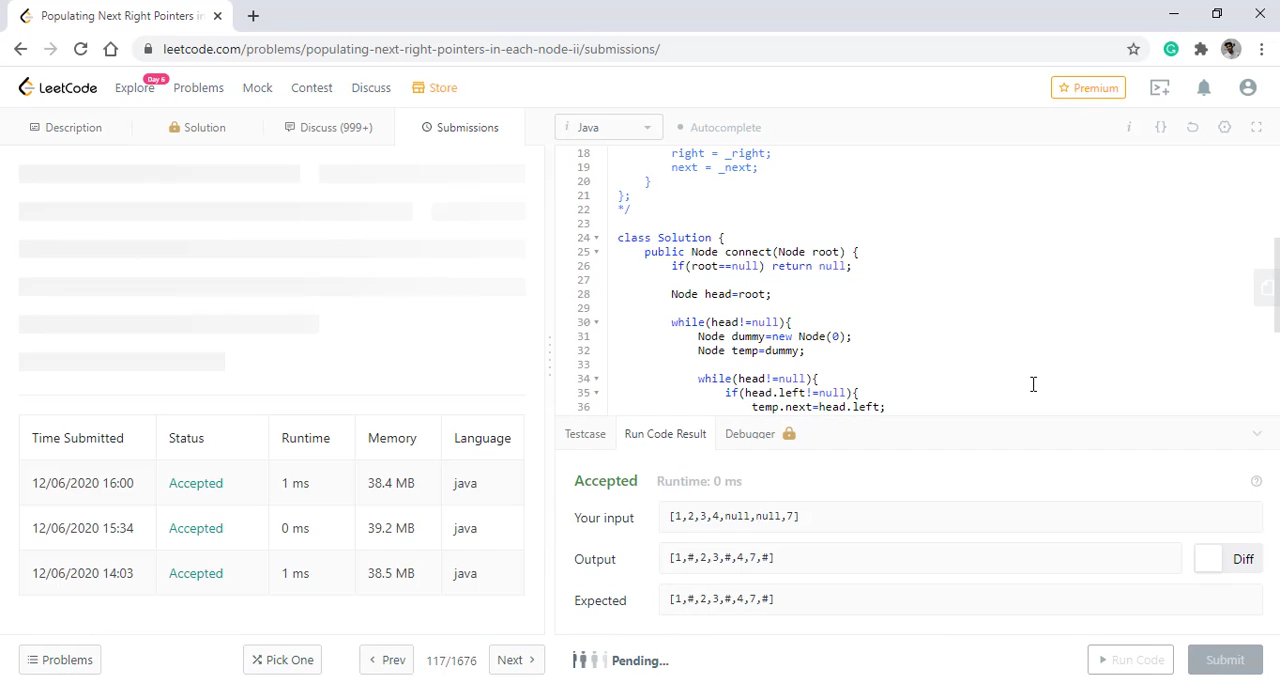 Populating Next Right Pointers in
leetcode.com/problems/populating-next-right-pointers-in-each-node-ii/submissions/
LeetCode Explore Day 6 Problems Mock Contest Discuss Store Premium
Description Solution Discuss (999+) Submissions
i Java Autocomplete i {}
18 right = _right;
19 next = _next;
20 }
21 };
22 */
23
24 class Solution {
25 public Node connect(Node root) {
26 if(root==null) return null;
27
28 Node head=root;
29
30 while(head!=null){
31 Node dummy=new Node(0);
32 Node temp=dummy;
33
34 while(head!=null){
35 if(head.left!=null){
36 temp.next=head.left;
Testcase Run Code Result Debugger
Accepted Runtime: 0 ms
Your input [1,2,3,4,null,null,7]
Output [1,#,2,3,#,4,7,#] Diff
Expected [1,#,2,3,#,4,7,#]
Time Submitted Status Runtime Memory Language
12/06/2020 16:00 Accepted 1 ms 38.4 MB java
12/06/2020 15:34 Accepted 0 ms 39.2 MB java
12/06/2020 14:03 Accepted 1 ms 38.5 MB java
Problems Pick One < Prev 117/1676 Next > Pending... Run Code Submit